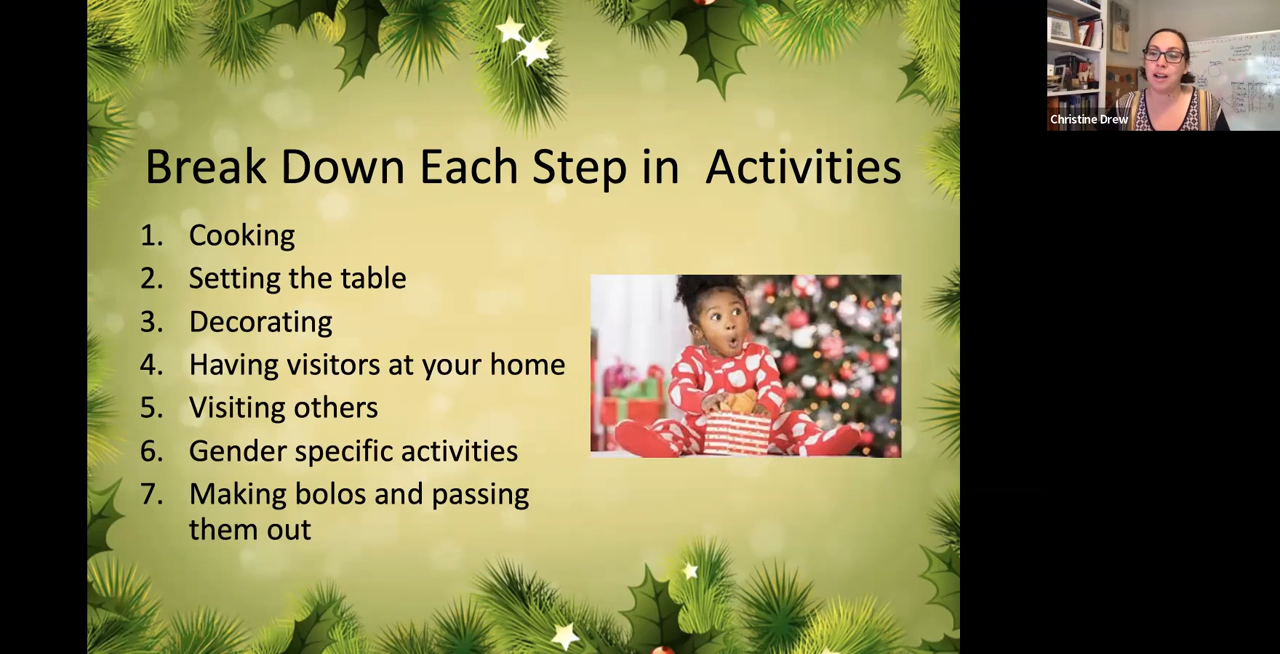 Break Down Each Step in  Activities
1. Cooking
2. Setting the table
3. Decorating
4. Having visitors at your home
5. Visiting others
6. Gender specific activities
7. Making bolos and passing
them out
Christine Drew